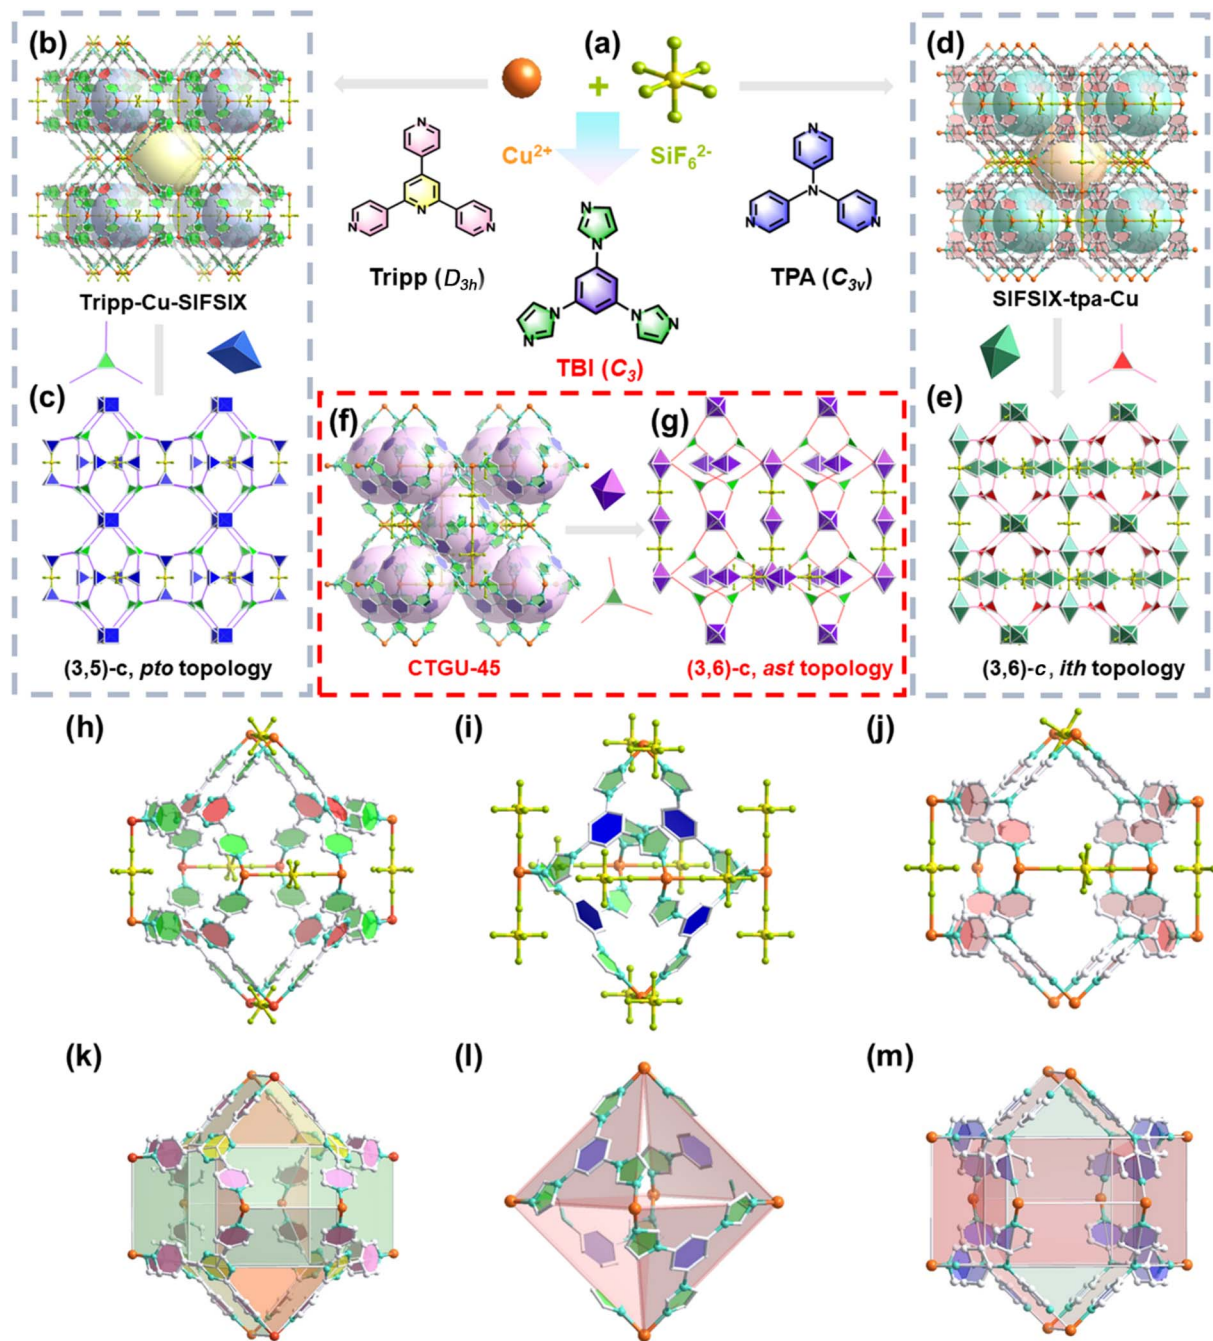 (a)
(b)
(d)
+
Cu2+
SiF62-
N
N
N
N
N
N
N
N
Tripp (D3h)
TPA (C3v)
N
N
N
N
N
N
TBI (C3)
Tripp-Cu-SIFSIX
SIFSIX-tpa-Cu
(c)
(f)
(g)
(e)
(3,5)-c, pto topology
CTGU-45
(3,6)-c, ast topology
(3,6)-c, ith topology
(h)
(i)
(j)
(k)
(l)
(m)